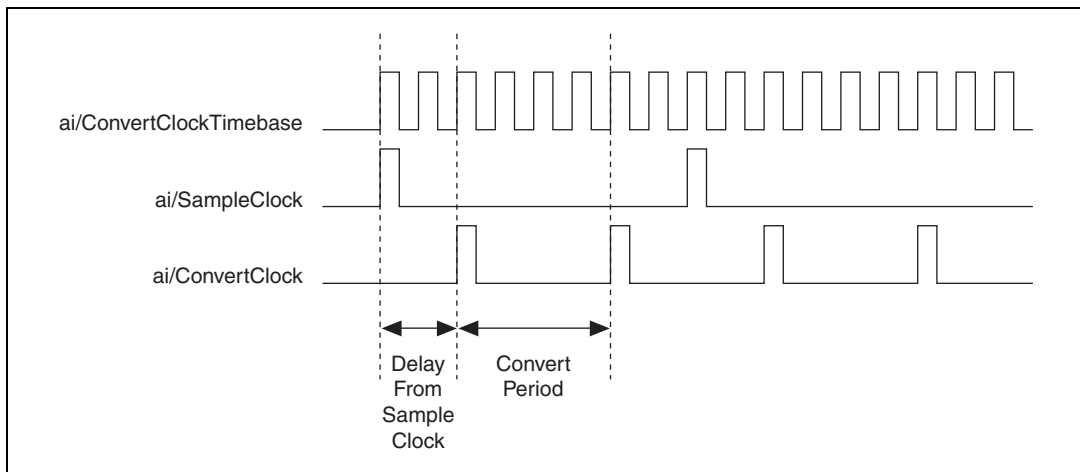 ai/ConvertClockTimebase
ai/SampleClock
ai/ConvertClock
Delay
From
Sample
Clock
Convert
Period